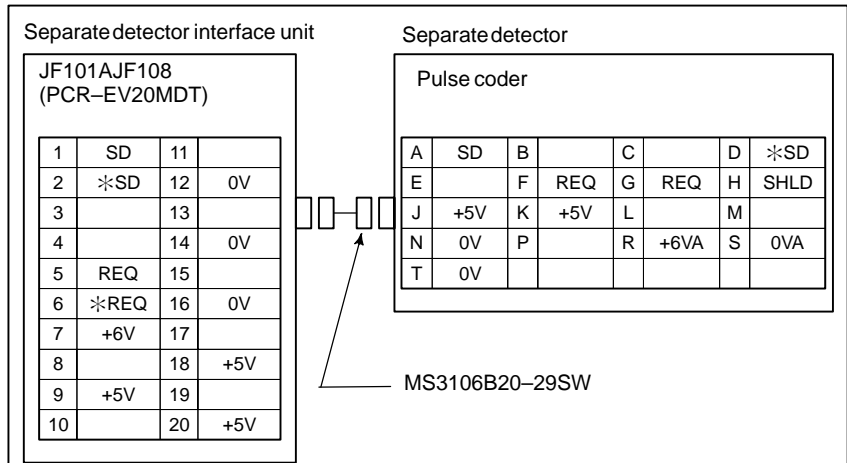 Separate detector interface unit
JF101AJF108
(PCR–EV20MDT)
1 SD 11
2 ✳SD 12 0V
3 13
4 14 0V
5 REQ 15
6 ✳REQ 16 0V
7 +6V 17
8 18 +5V
9 +5V 19
10 20 +5V
Separate detector
Pulse coder
A SD B C D ✳SD
E F REQ G REQ H SHLD
J +5V K +5V L M
N 0V P R +6VA S 0VA
T 0V
MS3106B20–29SW